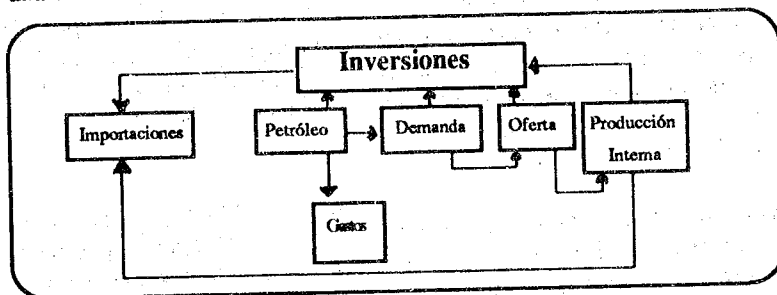 Inversiones
Importaciones
Petróleo
Demanda
Oferta
Producción
Interna
Gastos